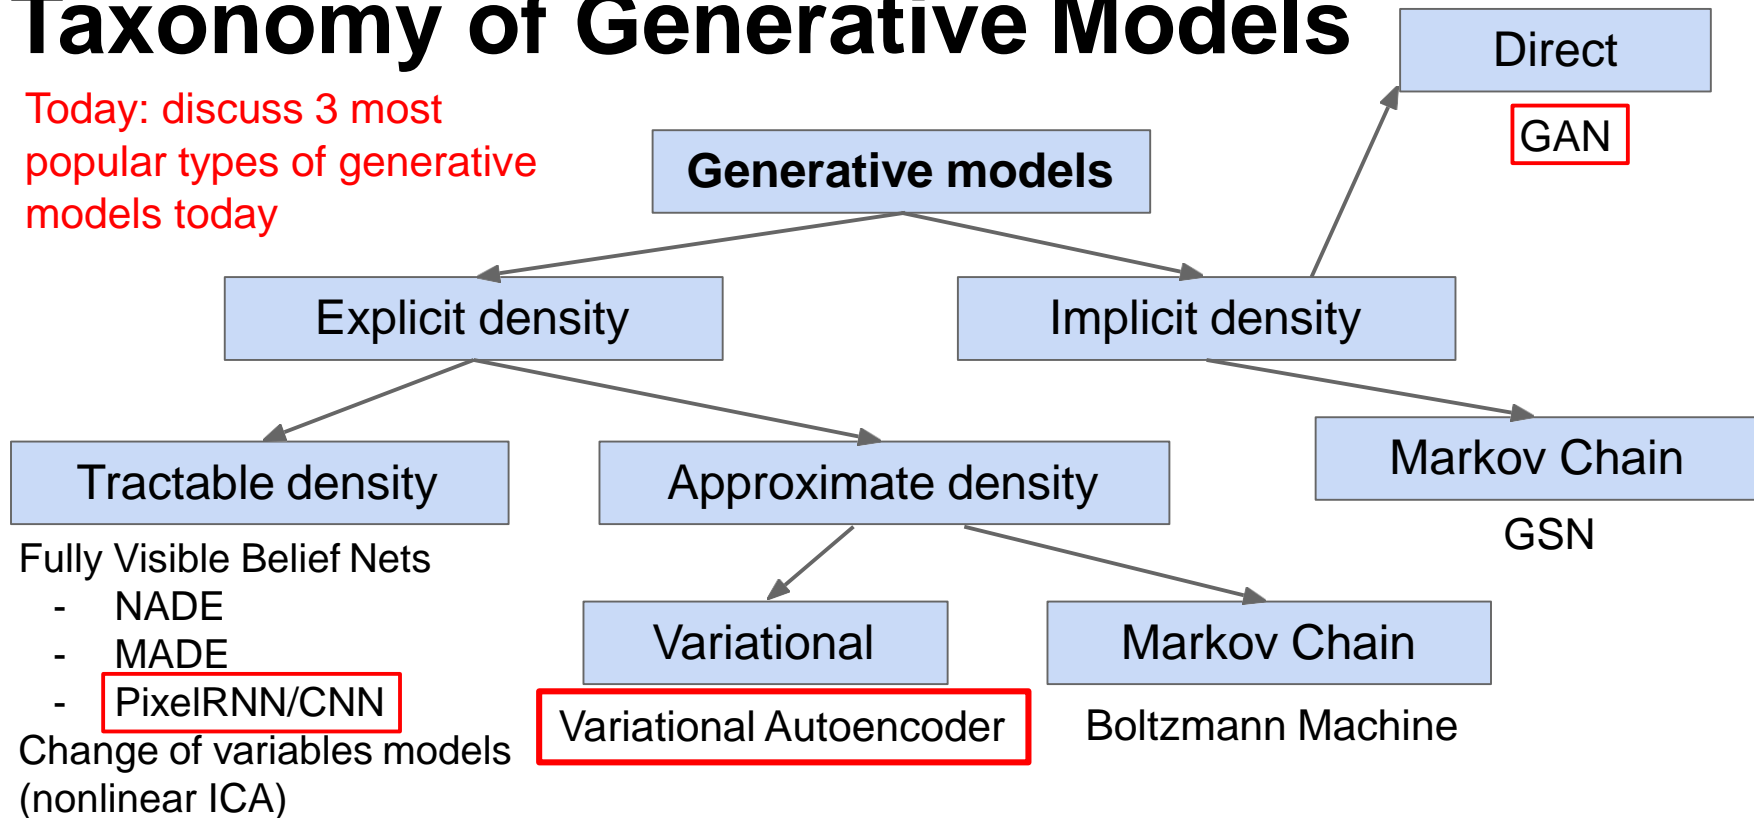 Taxonomy of Generative Models
Direct
Today: discuss 3 most
popular types of generative
models today
GAN
Generative models
Explicit density
Implicit density
Tractable density
Approximate density
Markov Chain
GSN
Fully Visible Belief Nets
- NADE
- MADE
- PixelRNN/CNN
Change of variables models
(nonlinear ICA)
Variational
Markov Chain
Variational Autoencoder
Boltzmann Machine